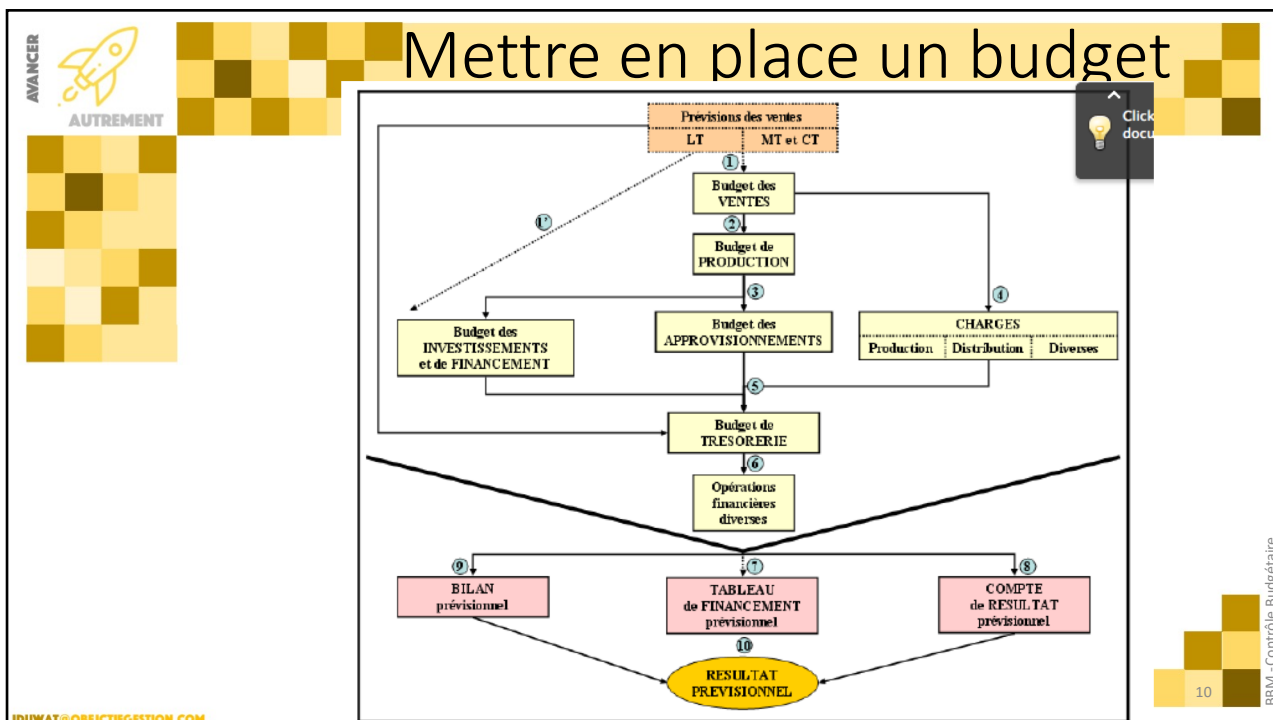 AVANCER
AUTREMENT
Mettre en place un budget
Click
docu
Prévisions des ventes
LT
MT et CT
1
1'
Budget des
VENTES
2
Budget de
PRODUCTION
3
4
Budget des
INVESTISSEMENTS
et de FINANCEMENT
Budget des
APPROVISIONNEMENTS
CHARGES
Production
Distribution
Diverses
5
Budget de
TRESORERIE
6
Opérations
financières
diverses
9
7
8
BILAN
prévisionnel
TABLEAU
de FINANCEMENT
prévisionnel
COMPTE
de RESULTAT
prévisionnel
10
RESULTAT
PREVISIONNEL
10
BBM - Contrôle Budgétaire